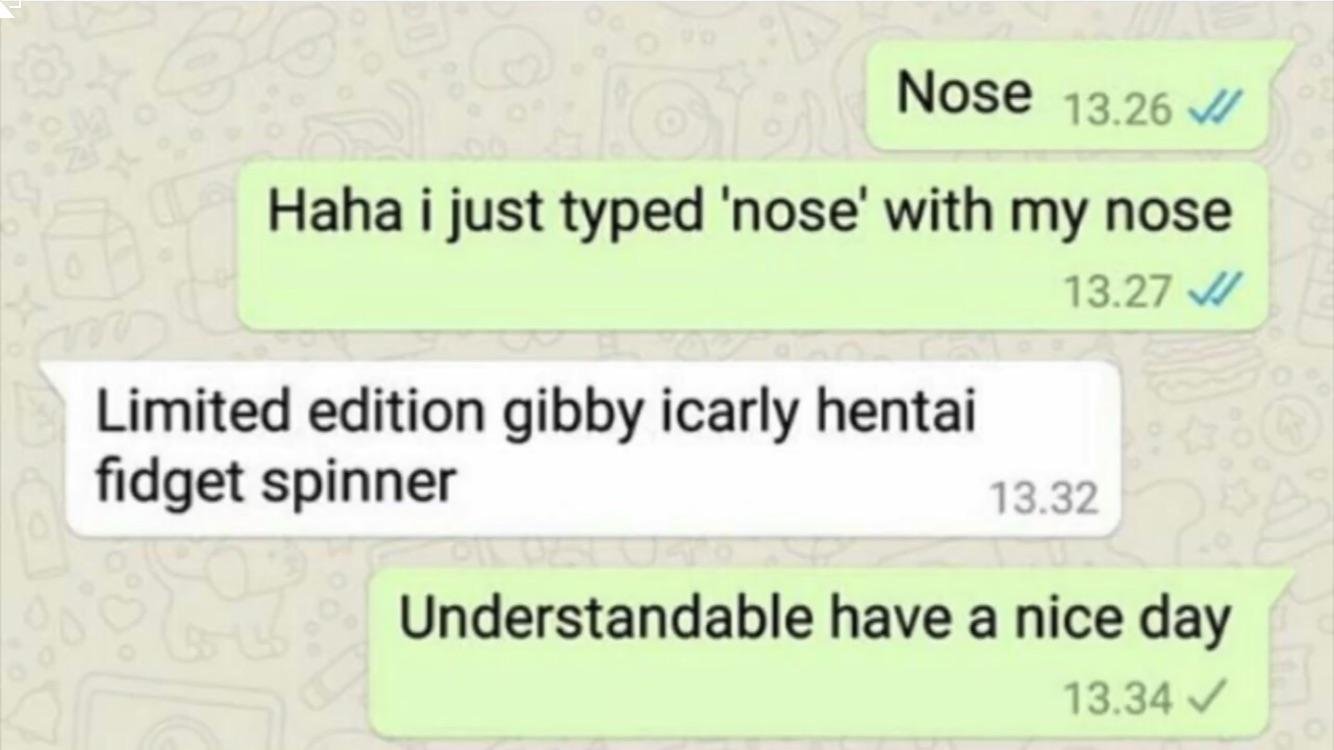 Nose 13.26
Haha i just typed 'nose' with my nose
13.27
Limited edition gibby icarly hentai
fidget spinner 13.32
Understandable have a nice day
13.34